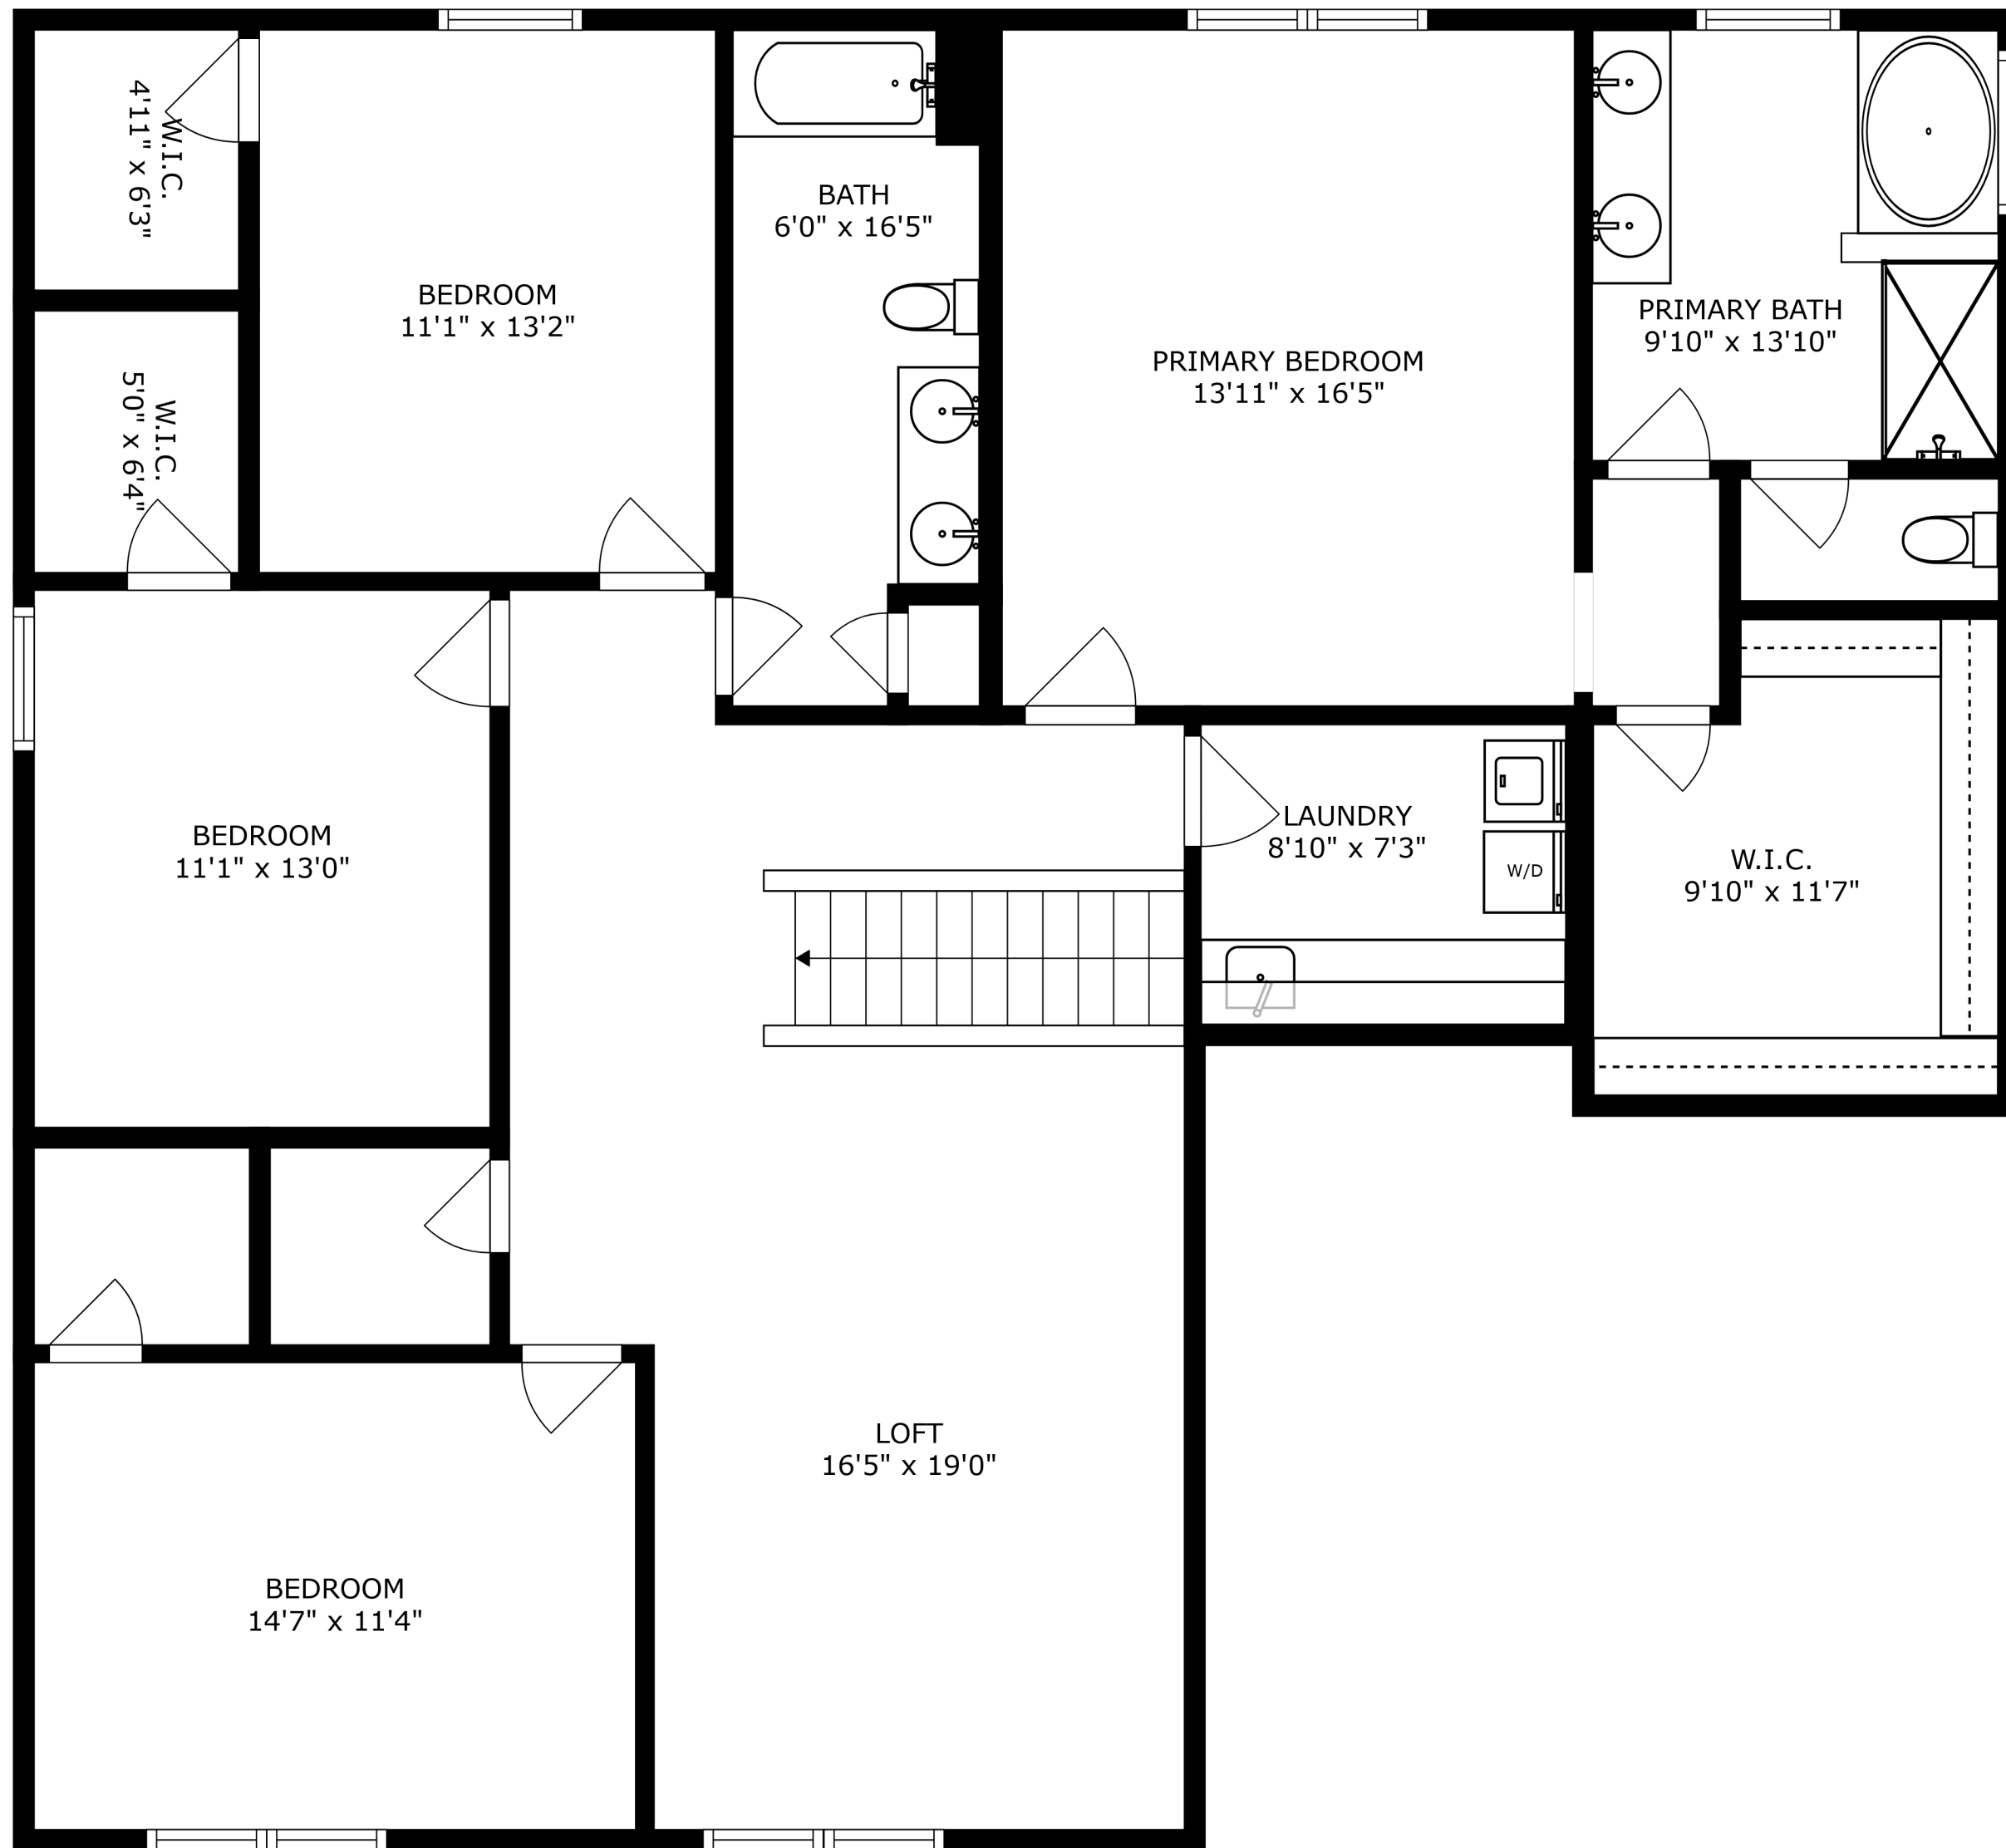 W.I.C.
4'11" x 6'3"
BATH
6'0" x 16'5"
BEDROOM
11'1" x 13'2"
PRIMARY BATH
9'10" x 13'10"
PRIMARY BEDROOM
13'11" x 16'5"
W.I.C.
5'0" x 6'4"
LAUNDRY
8'10" x 7'3"
BEDROOM
11'1" x 13'0"
W.I.C.
9'10" x 11'7"
W/D
LOFT
16'5" x 19'0"
BEDROOM
14'7" x 11'4"